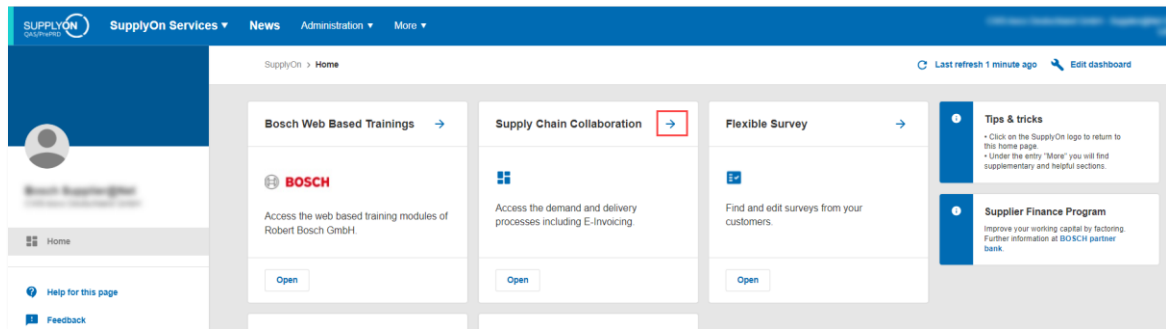 SUPPLYON
QAS/PrePRD
SupplyOn Services ▾ News Administration ▾ More ▾
SupplyOn > Home
Last refresh 1 minute ago Edit dashboard
Bosch Web Based Trainings →
BOSCH
Access the web based training modules of
Robert Bosch GmbH.
Open
Supply Chain Collaboration →
Access the demand and delivery
processes including E-Invoicing.
Open
Flexible Survey →
Find and edit surveys from your
customers.
Open
Tips & tricks
• Click on the SupplyOn logo to return to
this home page.
• Under the entry "More" you will find
supplementary and helpful sections.
Supplier Finance Program
Improve your working capital by factoring.
Further information at BOSCH partner
bank.
Home
Help for this page
Feedback